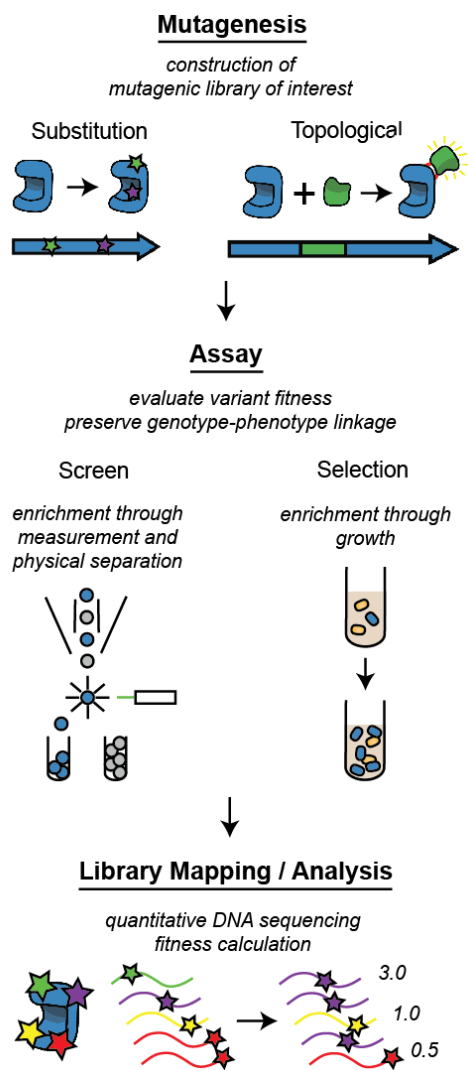 Mutagenesis
construction of
mutagenic library of interest
Substitution
Topological
Assay
evaluate variant fitness
preserve genotype-phenotype linkage
Screen
enrichment through
measurement and
physical separation
Selection
enrichment through
growth
Library Mapping / Analysis
quantitative DNA sequencing
fitness calculation
3.0
1.0
0.5